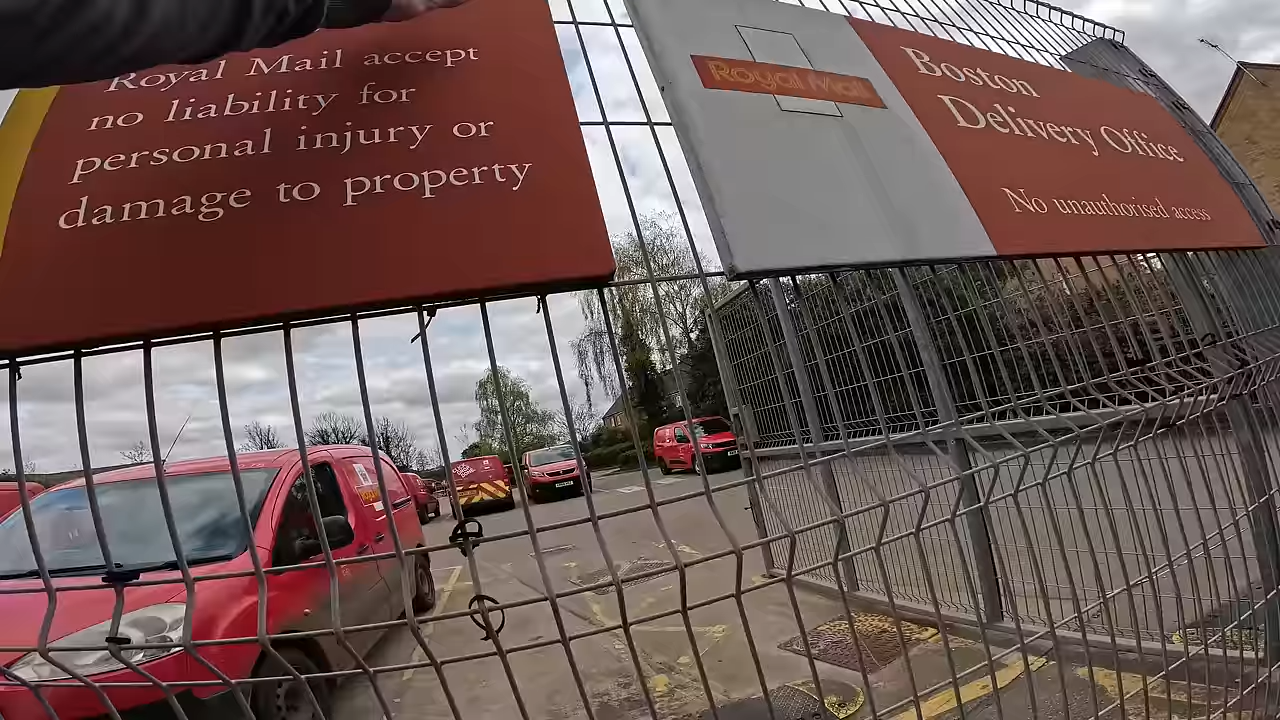 Royal Mail accept
no liability for
personal injury or
damage to property
Royal Mail
Boston
Delivery Office
No unauthorised access